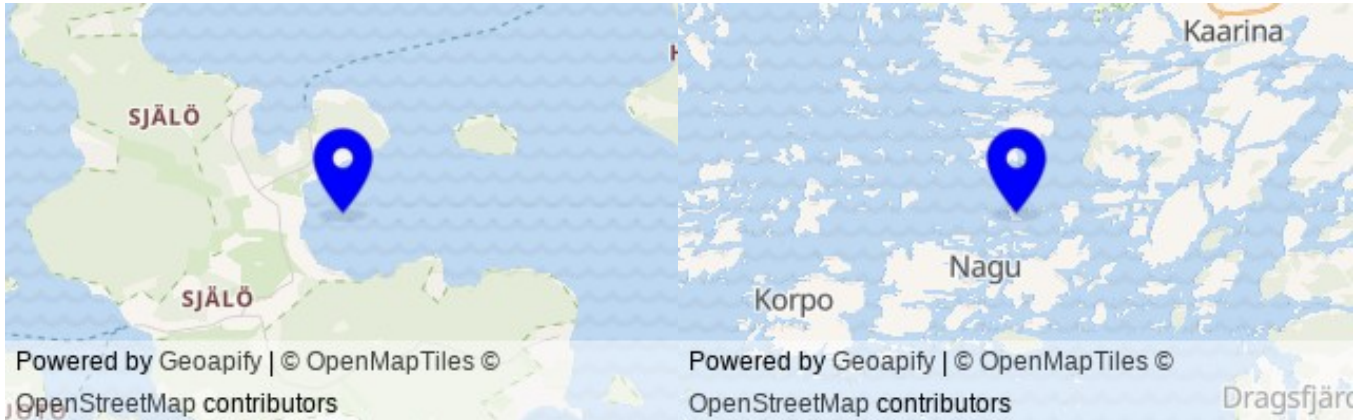 Kaarina
SJÄLÖ
Nagu
SJÄLÖ
Korpo
Powered by Geoapify | © OpenMapTiles ©
OpenStreetMap contributors
Powered by Geoapify | © OpenMapTiles ©
OpenStreetMap contributors
Dragsfjärd